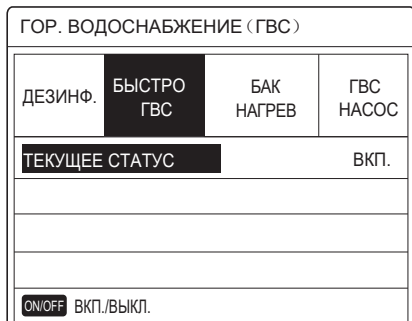 ГОР. ВОДОСНАБЖЕНИЕ（ГВС）
ДЕЗИНФ. БЫСТРО ГВС БАК НАГРЕВ ГВС НАСОС
ТЕКУЩЕЕ СТАТУС ВКП.
ON/OFF ВКП./ВЫКЛ.